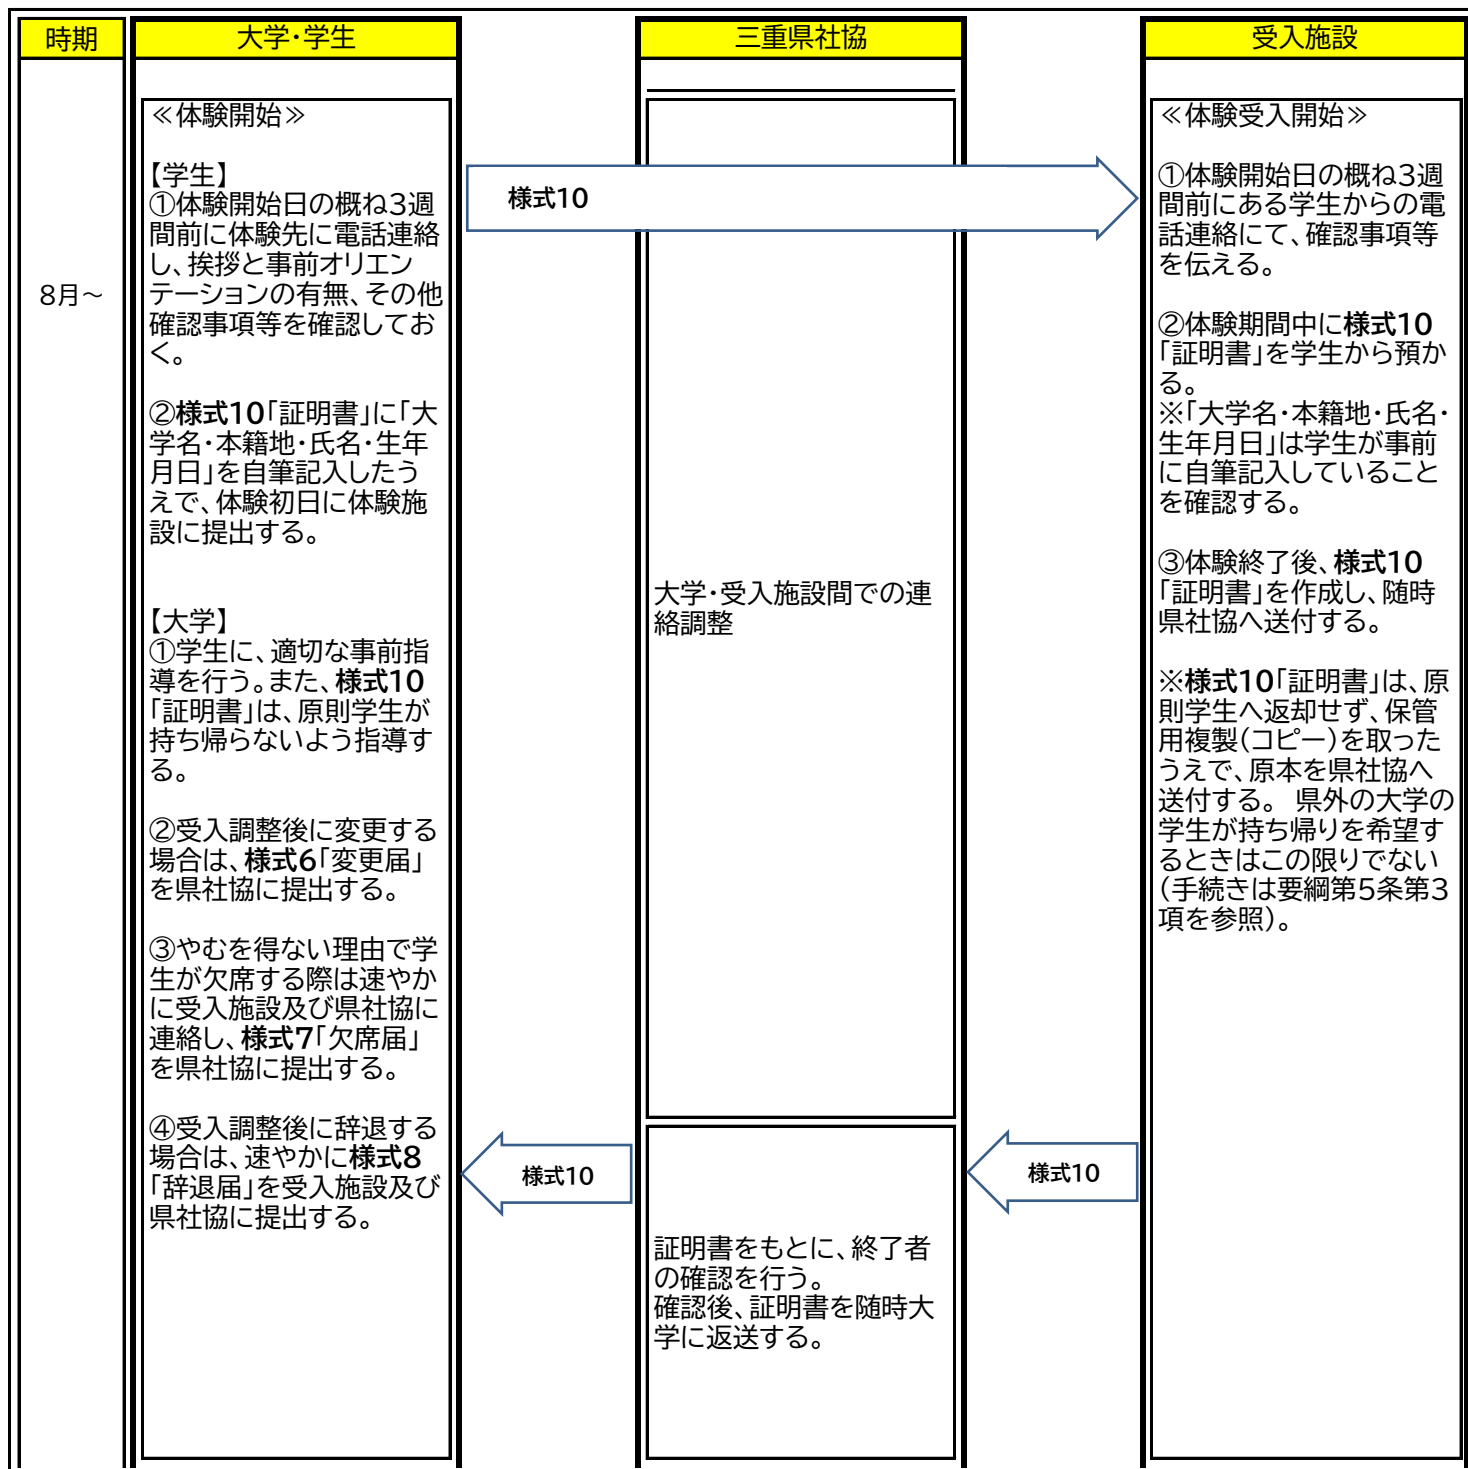 時期
大学・学生
三重県社協
受入施設
8月～
≪体験開始≫
【学生】
①体験開始日の概ね3週
間前に体験先に電話連絡
し、挨拶と事前オリエン
テーションの有無、その他
確認事項等を確認してお
く。
②様式10「証明書」に「大
学名・本籍地・氏名・生年
月日」を自筆記入したう
えで、体験初日に体験施
設に提出する。
【大学】
①学生に、適切な事前指
導を行う。また、様式10
「証明書」は、原則学生が
持ち帰らないよう指導す
る。
②受入調整後に変更する
場合は、様式6「変更届」
を県社協に提出する。
③やむを得ない理由で学
生が欠席する際は速やか
に受入施設及び県社協に
連絡し、様式7「欠席届」
を県社協に提出する。
④受入調整後に辞退する
場合は、速やかに様式8
「辞退届」を受入施設及び
県社協に提出する。
様式10
大学・受入施設間での連
絡調整
様式10
証明書をもとに、終了者
の確認を行う。
確認後、証明書を随時大
学に返送する。
様式10
≪体験受入開始≫
①体験開始日の概ね3週
間前にある学生からの電
話連絡にて、確認事項等
を伝える。
②体験期間中に様式10
「証明書」を学生から預か
る。
※「大学名・本籍地・氏名・
生年月日」は学生が事前
に自筆記入していること
を確認する。
③体験終了後、様式10
「証明書」を作成し、随時
県社協へ送付する。
※様式10「証明書」は、原
則学生へ返却せず、保管
用複製（コピー）を取った
うえで、原本を県社協へ
送付する。 県外の大学の
学生が持ち帰りを希望す
るときはこの限りでない
（手続きは要綱第5条第3
項を参照）。